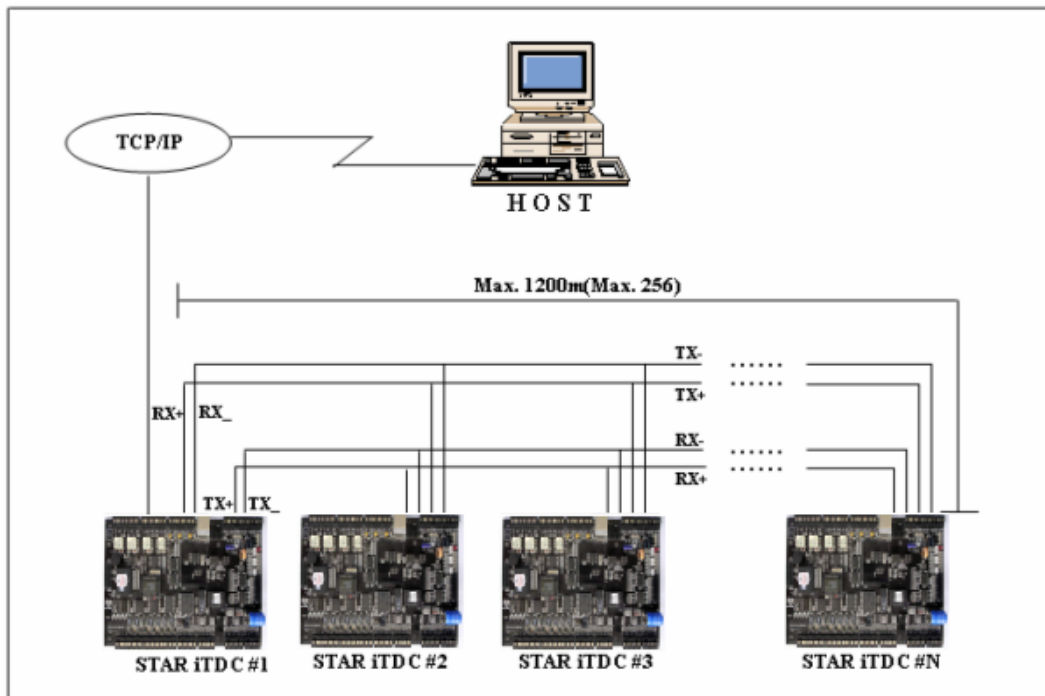 TCP/IP
H O S T
Max. 1200m(Max. 256)
TX-
......
TX+
......
RX+
RX_
RX-
......
RX+
......
TX+
TX_
STAR iTDC #1
STAR iTDC #2
STAR iTDC #3
STAR iTDC #N